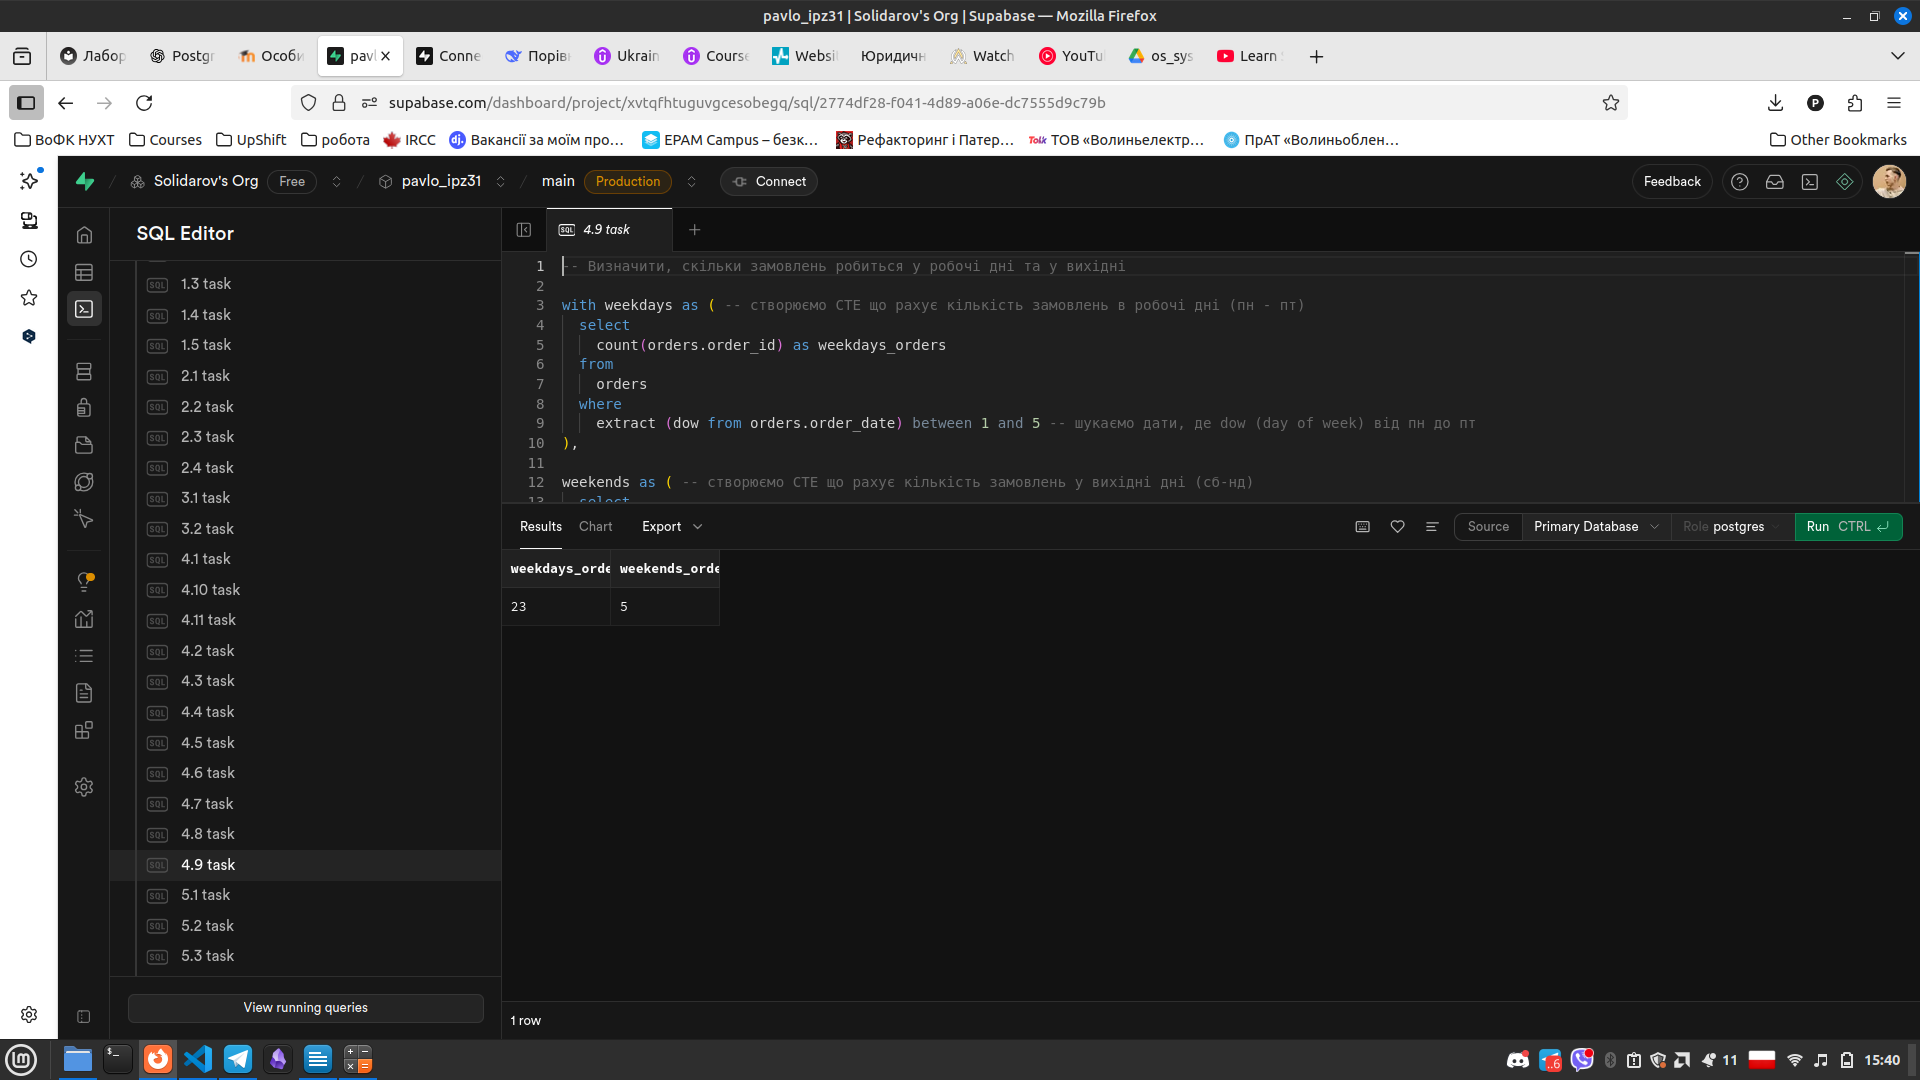 pavlo_ipz31 | Solidarov's Org | Supabase — Mozilla Firefox
Лабор
Postgr
Особи
pavl
Conne
Порів
Ukrain
Cours
Websi
Юридичн
Watch
YouTu
os_sys
Learn
supabase.com/dashboard/project/xvtqfhtuguvgcesobegq/sql/2774df28-f041-4d89-a06e-dc7555d9c79b
ВоФК НУХТ
Courses
UpShift
робота
IRCC
Вакансії за моїм про…
EPAM Campus – безк…
Рефакторинг і Патер…
ТОВ «Волиньелектр…
ПрАТ «Волиньоблен…
Other Bookmarks
Solidarov's Org
Free
pavlo_ipz31
main
Production
Connect
Feedback
SQL Editor
4.9 task
1.3 task
1.4 task
1.5 task
2.1 task
2.2 task
2.3 task
2.4 task
3.1 task
3.2 task
4.1 task
4.10 task
4.11 task
4.2 task
4.3 task
4.4 task
4.5 task
4.6 task
4.7 task
4.8 task
4.9 task
5.1 task
5.2 task
5.3 task
View running queries
1 -- Визначити, скільки замовлень робиться у робочі дні та у вихідні
2
3 with weekdays as ( -- створюємо СТЕ що рахує кількість замовлень в робочі дні (пн - пт)
4 select
5 count(orders.order_id) as weekdays_orders
6 from
7 orders
8 where
9 extract (dow from orders.order_date) between 1 and 5 -- шукаємо дати, де dow (day of week) від пн до пт
10 ),
11
12 weekends as ( -- створюємо СТЕ що рахує кількість замовлень у вихідні дні (сб-нд)
13 select
Results
Chart
Export
Source
Primary Database
Role postgres
Run CTRL
weekdays_orde
weekends_orde
23
5
1 row
11
15:40